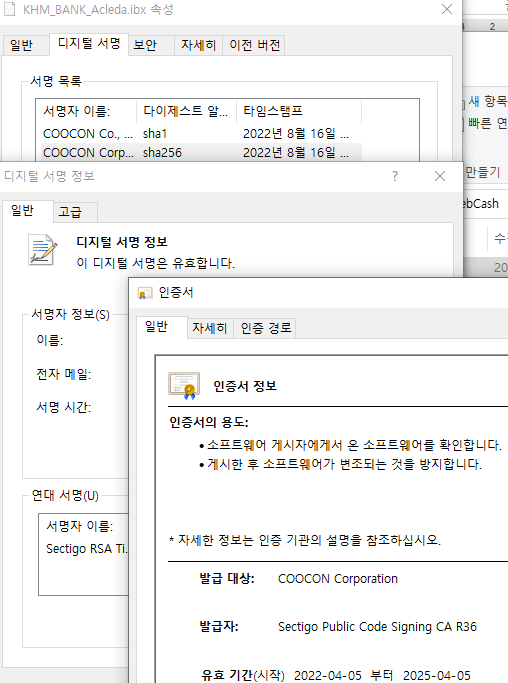 KHM_BANK_Acleda.ibx 속성
일반 디지털 서명 보안 자세히 이전 버전
서명 목록
서명자 이름: 다이제스트 알... 타임스탬프
COOCON Co., ... sha1 2022년 8월 16일 ...
COOCON Corp... sha256 2022년 8월 16일 ...
4 2
새 항목
빠른 연
만들기
ebCash
수정
20
디지털 서명 정보
일반 고급
디지털 서명 정보
이 디지털 서명은 유효합니다.
서명자 정보(S)
이름:
전자 메일:
서명 시간:
연대 서명(U)
서명자 이름:
Sectigo RSA Ti...
인증서
일반 자세히 인증 경로
인증서 정보
인증서의 용도:
• 소프트웨어 게시자에게서 온 소프트웨어를 확인합니다.
• 게시한 후 소프트웨어가 변조되는 것을 방지합니다.
* 자세한 정보는 인증 기관의 설명을 참조하십시오.
발급 대상: COOCON Corporation
발급자: Sectigo Public Code Signing CA R36
유효 기간(시작) 2022-04-05 부터 2025-04-05